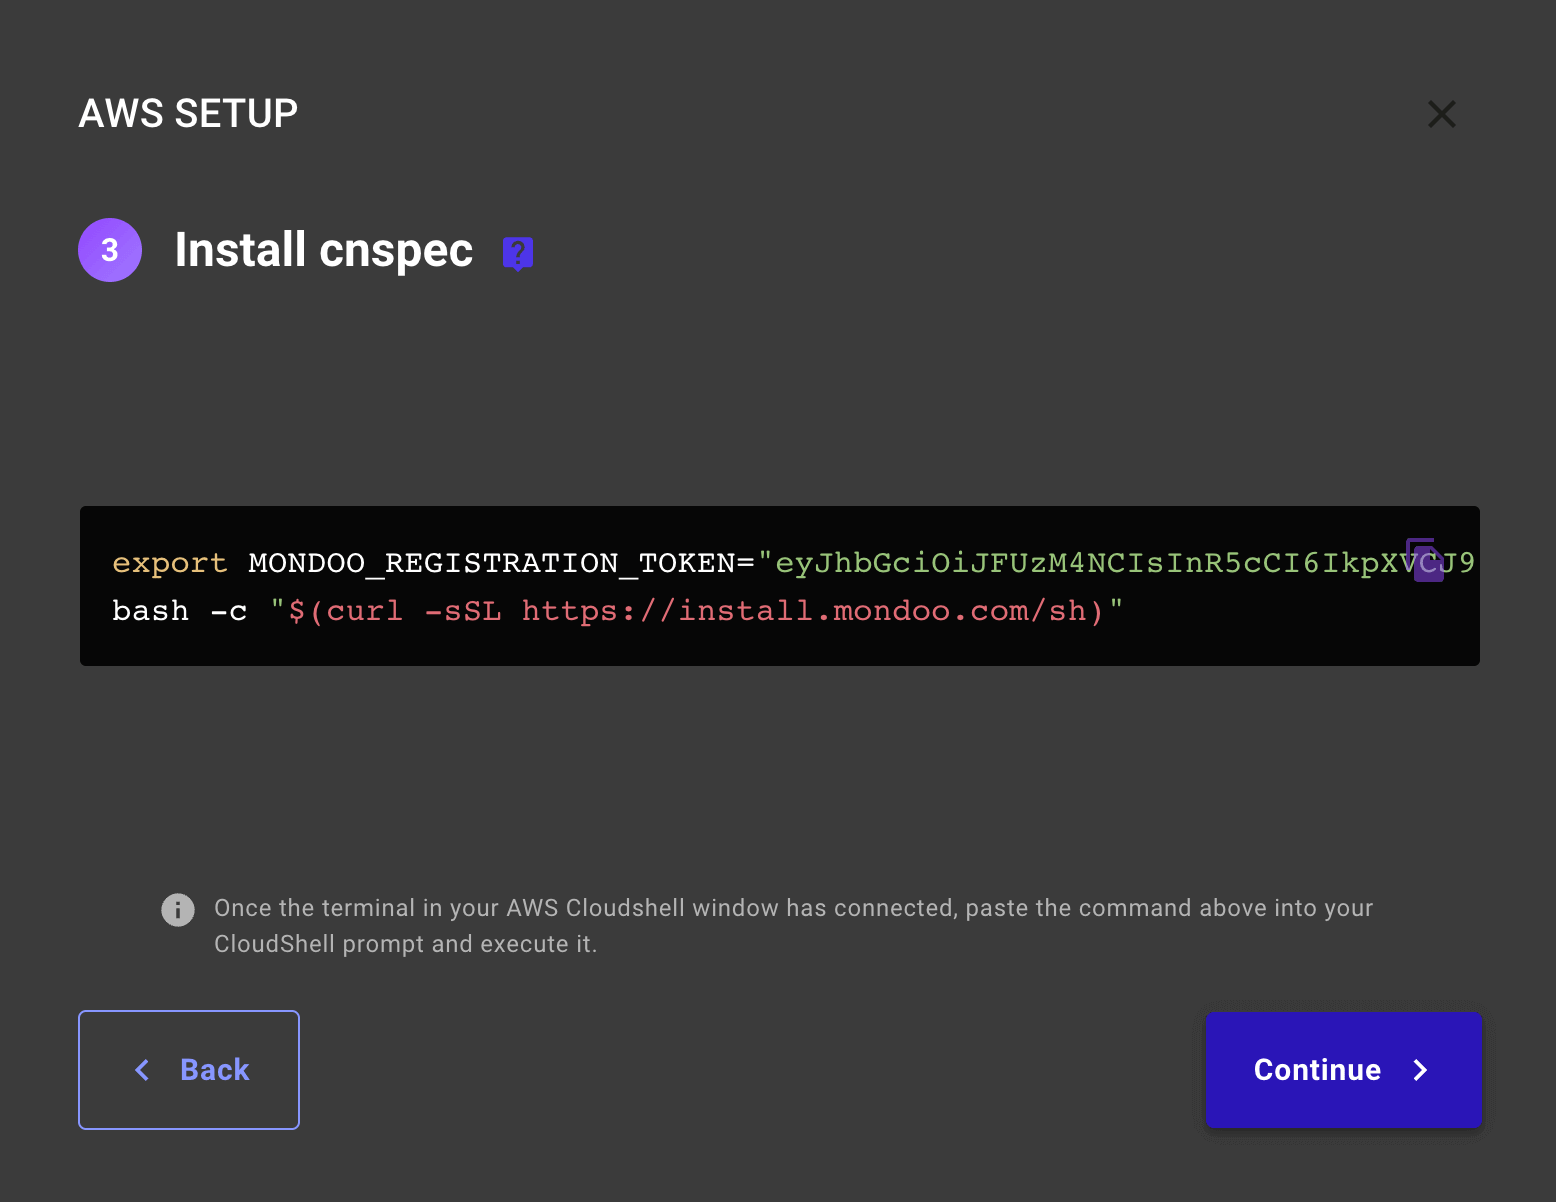 AWS SETUP
3 Install cnspec
export MONDOO_REGISTRATION_TOKEN="eyJhbGciOiJFUzM4NCIsInR5cCI6IkpXVCJ9
bash -c "$(curl -sSL https://install.mondoo.com/sh)"
Once the terminal in your AWS Cloudshell window has connected, paste the command above into your
CloudShell prompt and execute it.
Back
Continue